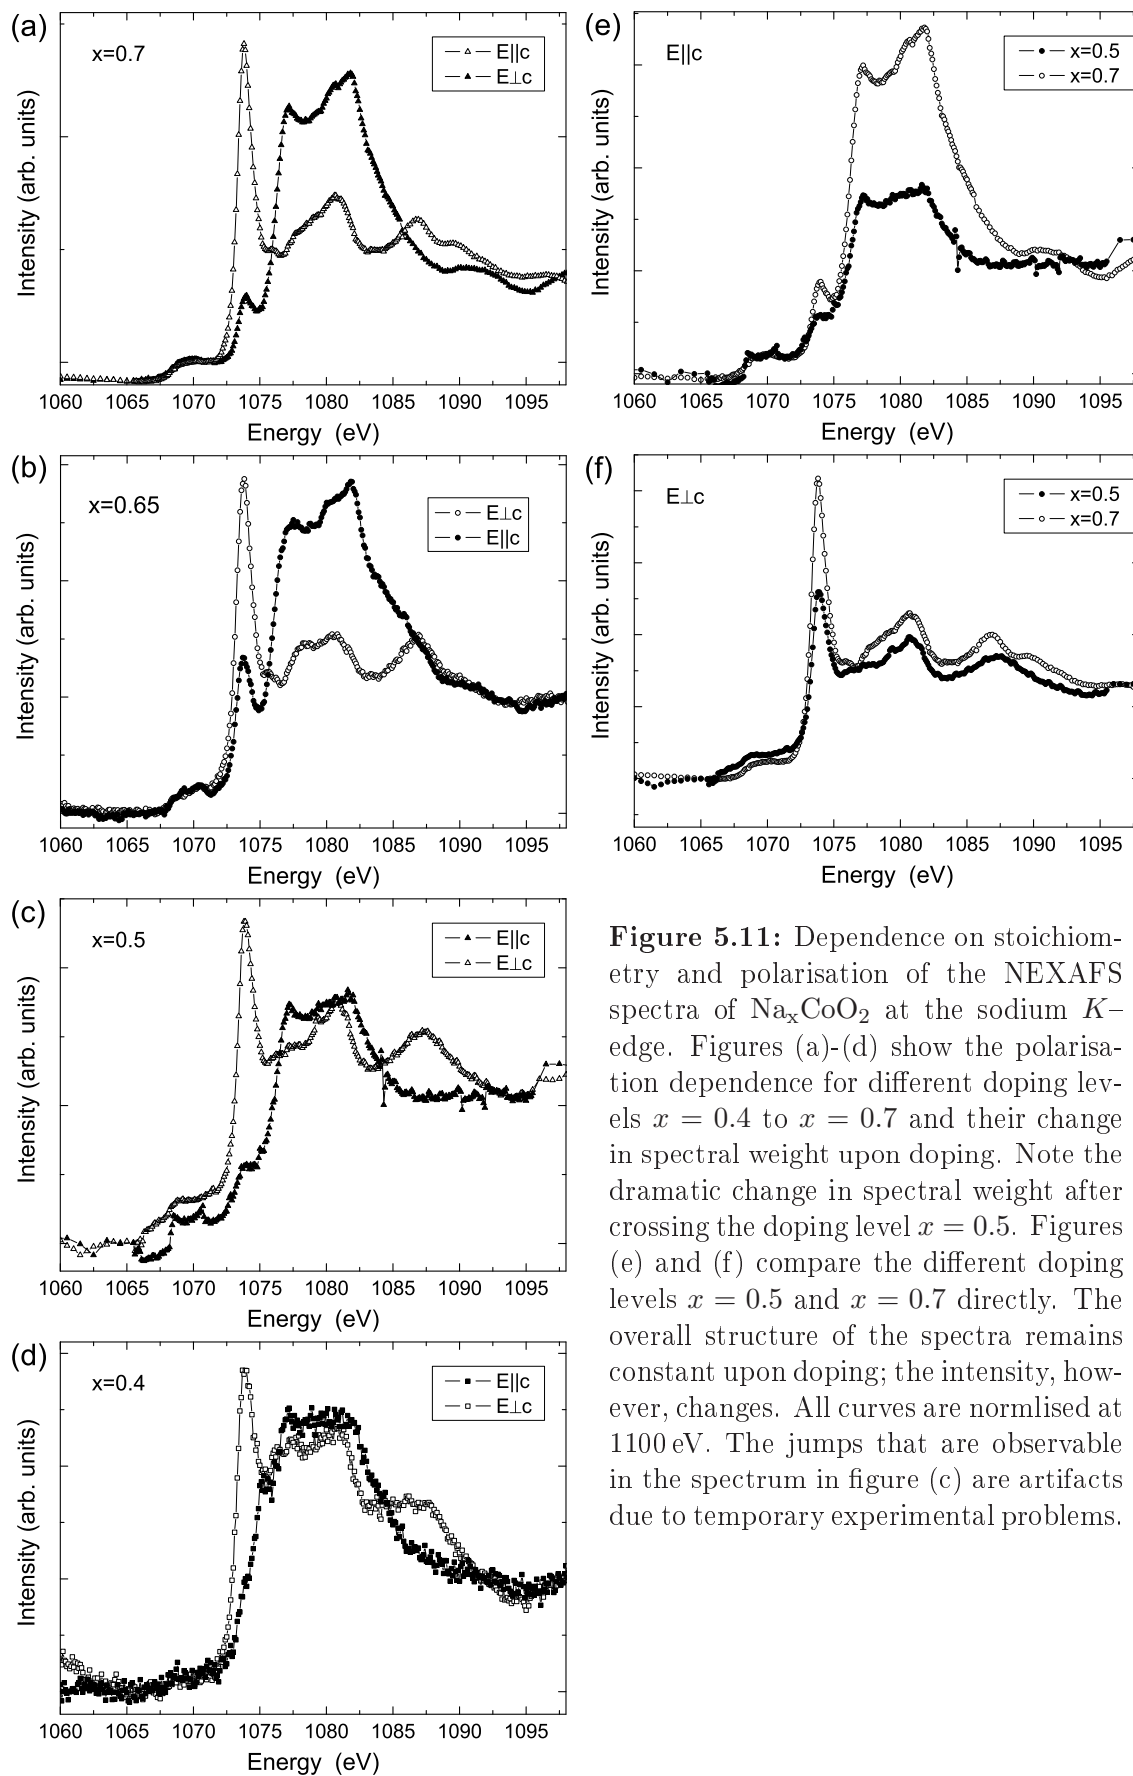 (a)
x=0.7
E||c
E⊥c
Intensity (arb. units)
1060 1065 1070 1075 1080 1085 1090 1095
Energy (eV)
(e)
E||c
x=0.5
x=0.7
Intensity (arb. units)
1060 1065 1070 1075 1080 1085 1090 1095
Energy (eV)
(b)
x=0.65
E⊥c
E||c
Intensity (arb. units)
1060 1065 1070 1075 1080 1085 1090 1095
Energy (eV)
(f)
E⊥c
x=0.5
x=0.7
Intensity (arb. units)
1060 1065 1070 1075 1080 1085 1090 1095
Energy (eV)
(c)
x=0.5
E||c
E⊥c
Intensity (arb. units)
1060 1065 1070 1075 1080 1085 1090 1095
Energy (eV)
(d)
x=0.4
E||c
E⊥c
Intensity (arb. units)
1060 1065 1070 1075 1080 1085 1090 1095
Energy (eV)
Figure 5.11: Dependence on stoichiom-
etry and polarisation of the NEXAFS
spectra of NaₓCoO₂ at the sodium K–
edge. Figures (a)-(d) show the polarisa-
tion dependence for different doping lev-
els x = 0.4 to x = 0.7 and their change
in spectral weight upon doping. Note the
dramatic change in spectral weight after
crossing the doping level x = 0.5. Figures
(e) and (f) compare the different doping
levels x = 0.5 and x = 0.7 directly. The
overall structure of the spectra remains
constant upon doping; the intensity, how-
ever, changes. All curves are normlised at
1100 eV. The jumps that are observable
in the spectrum in figure (c) are artifacts
due to temporary experimental problems.